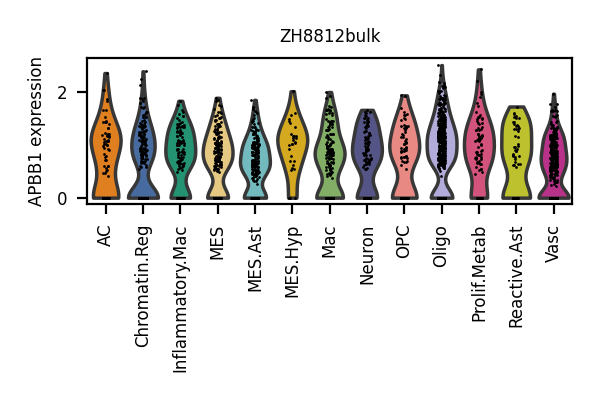 ZH8812bulk
APBB1 expression
2
0
AC
Chromatin.Reg
Inflammatory.Mac
MES
MES.Ast
MES.Hyp
Mac
Neuron
OPC
Oligo
Prolif.Metab
Reactive.Ast
Vasc